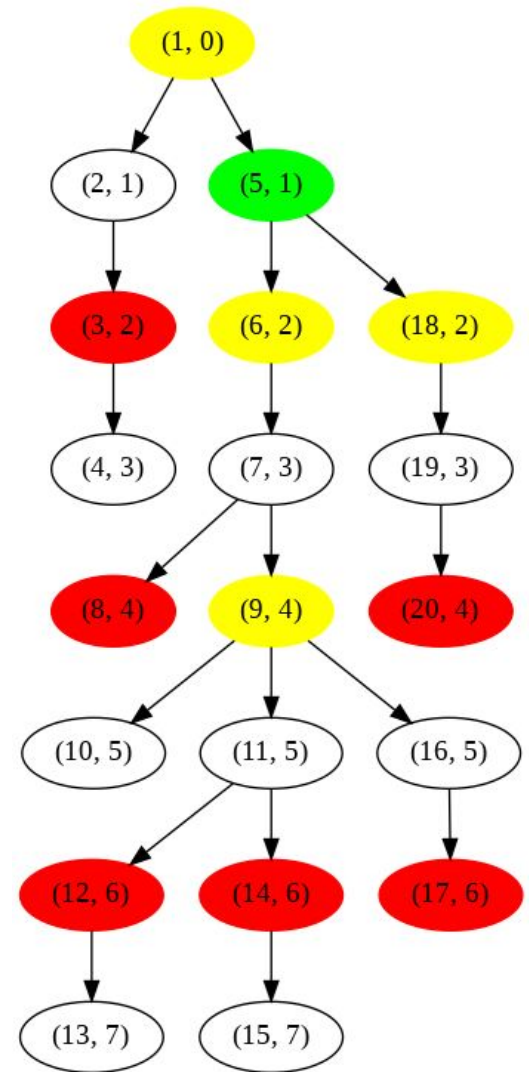 (1, 0)
(2, 1) (5, 1)
(3, 2) (6, 2) (18, 2)
(4, 3) (7, 3) (19, 3)
(8, 4) (9, 4) (20, 4)
(10, 5) (11, 5) (16, 5)
(12, 6) (14, 6) (17, 6)
(13, 7) (15, 7)